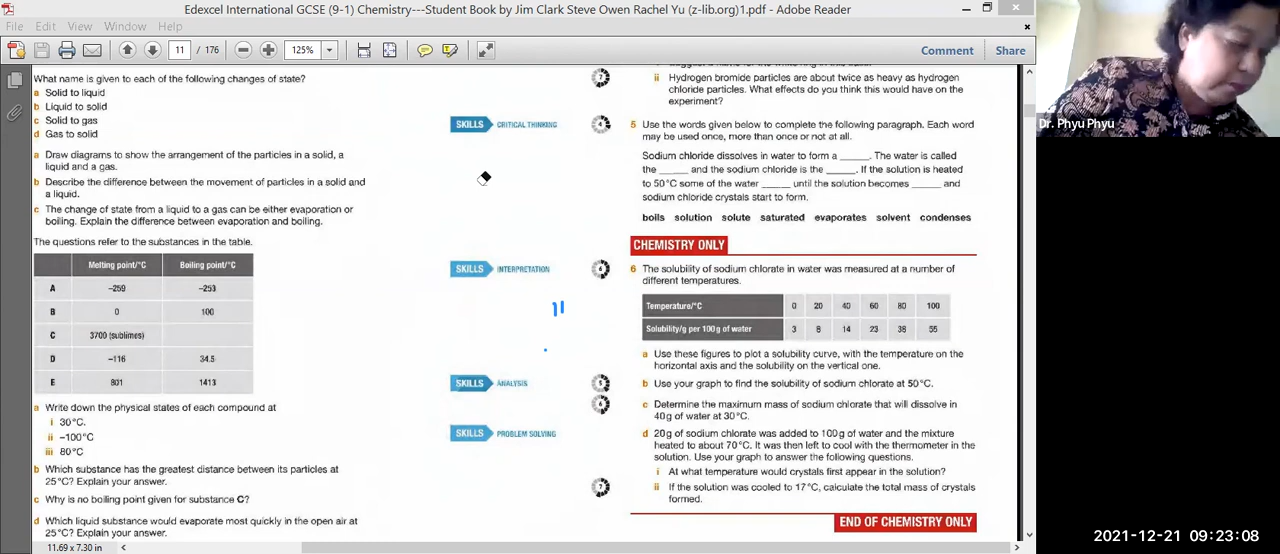 Edexcel International GCSE (9-1) Chemistry---Student Book by Jim Clark Steve Owen Rachel Yu (z-lib.org)1.pdf - Adobe Reader
File Edit View Window Help
11 / 176
125%
Comment
Share
What name is given to each of the following changes of state?
a Solid to liquid
b Liquid to solid
c Solid to gas
d Gas to solid
a Draw diagrams to show the arrangement of the particles in a solid, a
liquid and a gas.
b Describe the difference between the movement of particles in a solid and
a liquid.
c The change of state from a liquid to a gas can be either evaporation or
boiling. Explain the difference between evaporation and boiling.
The questions refer to the substances in the table.
Melting point/°C Boiling point/°C
A −259 −253
B 0 100
C 3700 (sublimes)
D −116 34.5
E 801 1413
a Write down the physical states of each compound at
i 30°C.
ii −100°C
iii 80°C
b Which substance has the greatest distance between its particles at
25°C? Explain your answer.
c Why is no boiling point given for substance C?
d Which liquid substance would evaporate most quickly in the open air at
25°C? Explain your answer.
11.69 x 7.30 in
SKILLS CRITICAL THINKING
SKILLS INTERPRETATION
SKILLS ANALYSIS
SKILLS PROBLEM SOLVING
7
4
6
5
6
7
ii Hydrogen bromide particles are about twice as heavy as hydrogen
chloride particles. What effects do you think this would have on the
experiment?
5 Use the words given below to complete the following paragraph. Each word
may be used once, more than once or not at all.
Sodium chloride dissolves in water to form a _____. The water is called
the _____ and the sodium chloride is the _____. If the solution is heated
to 50°C some of the water _____ until the solution becomes _____ and
sodium chloride crystals start to form.
boils solution solute saturated evaporates solvent condenses
CHEMISTRY ONLY
6 The solubility of sodium chlorate in water was measured at a number of
different temperatures.
Temperature/°C 0 20 40 60 80 100
Solubility/g per 100g of water 3 8 14 23 38 55
a Use these figures to plot a solubility curve, with the temperature on the
horizontal axis and the solubility on the vertical one.
b Use your graph to find the solubility of sodium chlorate at 50°C.
c Determine the maximum mass of sodium chlorate that will dissolve in
40g of water at 30°C.
d 20g of sodium chlorate was added to 100g of water and the mixture
heated to about 70°C. It was then left to cool with the thermometer in the
solution. Use your graph to answer the following questions.
i At what temperature would crystals first appear in the solution?
ii If the solution was cooled to 17°C, calculate the total mass of crystals
formed.
END OF CHEMISTRY ONLY
Dr. Phyu Phyu
2021-12-21 09:23:08